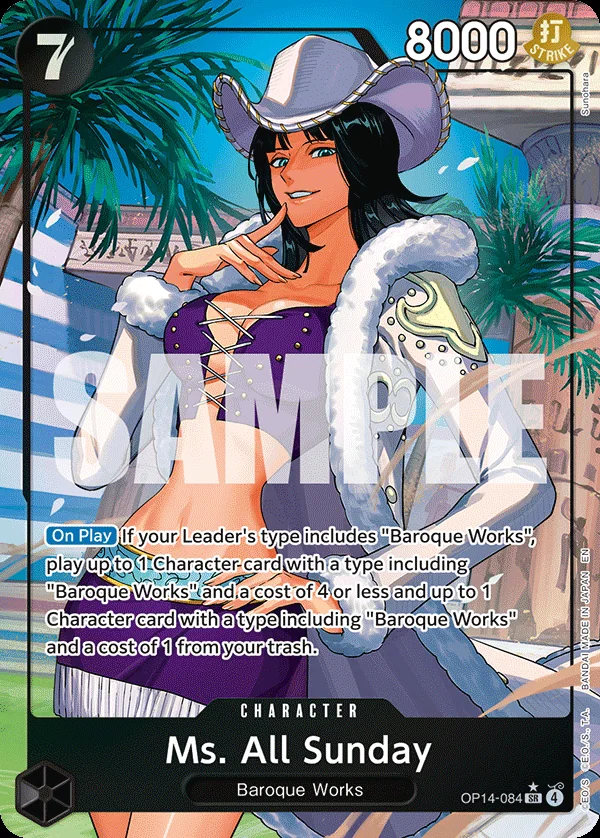 7
8000
打
STRIKE
Sunohara
SAMPLE
On Play If your Leader's type includes "Baroque Works",
play up to 1 Character card with a type including
"Baroque Works" and a cost of 4 or less and up to 1
Character card with a type including "Baroque Works"
and a cost of 1 from your trash.
©E.O/S. ©E.O./S., T.A. BANDAI MADE IN JAPAN EN
CHARACTER
Ms. All Sunday
Baroque Works
OP14-084 SR 4